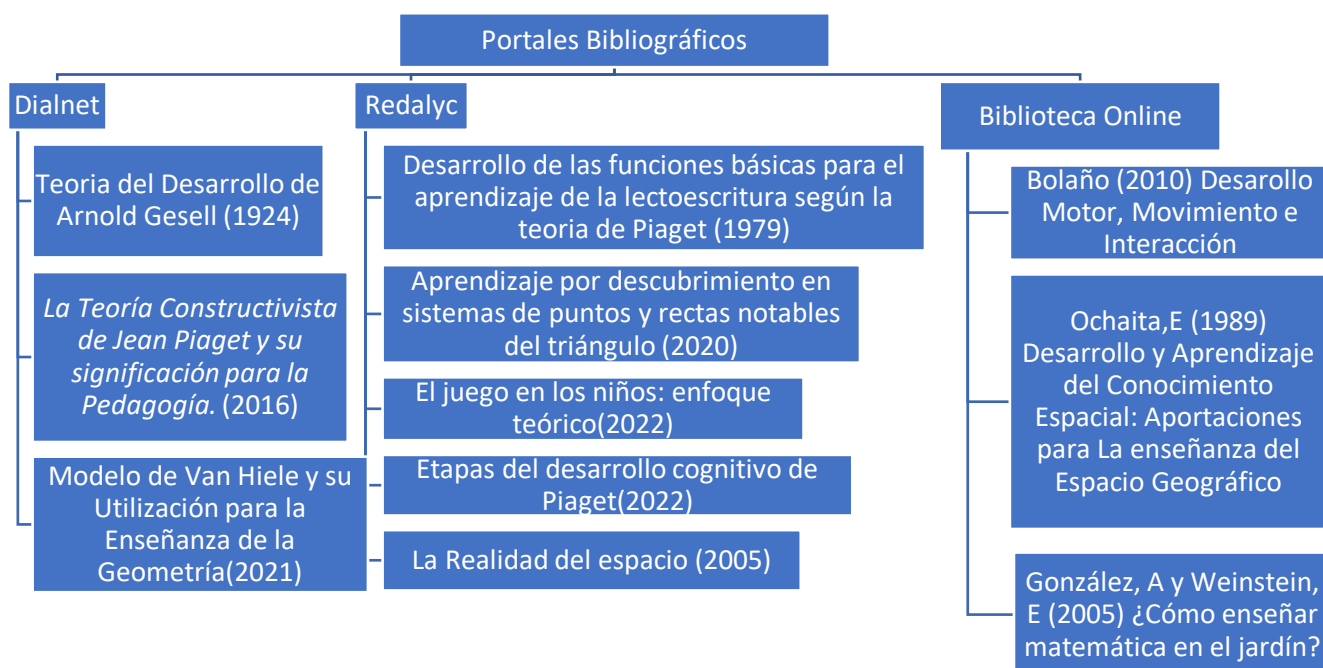 Portales Bibliográficos
Dialnet
Teoria del Desarrollo de
Arnold Gesell (1924)
La Teoría Constructivista
de Jean Piaget y su
significación para la
Pedagogía. (2016)
Modelo de Van Hiele y su
Utilización para la
Enseñanza de la
Geometría(2021)
Redalyc
Desarrollo de las funciones básicas para el
aprendizaje de la lectoescritura según la
teoria de Piaget (1979)
Aprendizaje por descubrimiento en
sistemas de puntos y rectas notables
del triángulo (2020)
El juego en los niños: enfoque
teórico(2022)
Etapas del desarrollo cognitivo de
Piaget(2022)
La Realidad del espacio (2005)
Biblioteca Online
Bolaño (2010) Desarollo
Motor, Movimiento e
Interacción
Ochaita,E (1989)
Desarrollo y Aprendizaje
del Conocimiento
Espacial: Aportaciones
para La enseñanza del
Espacio Geográfico
González, A y Weinstein,
E (2005) ¿Cómo enseñar
matemática en el jardín?